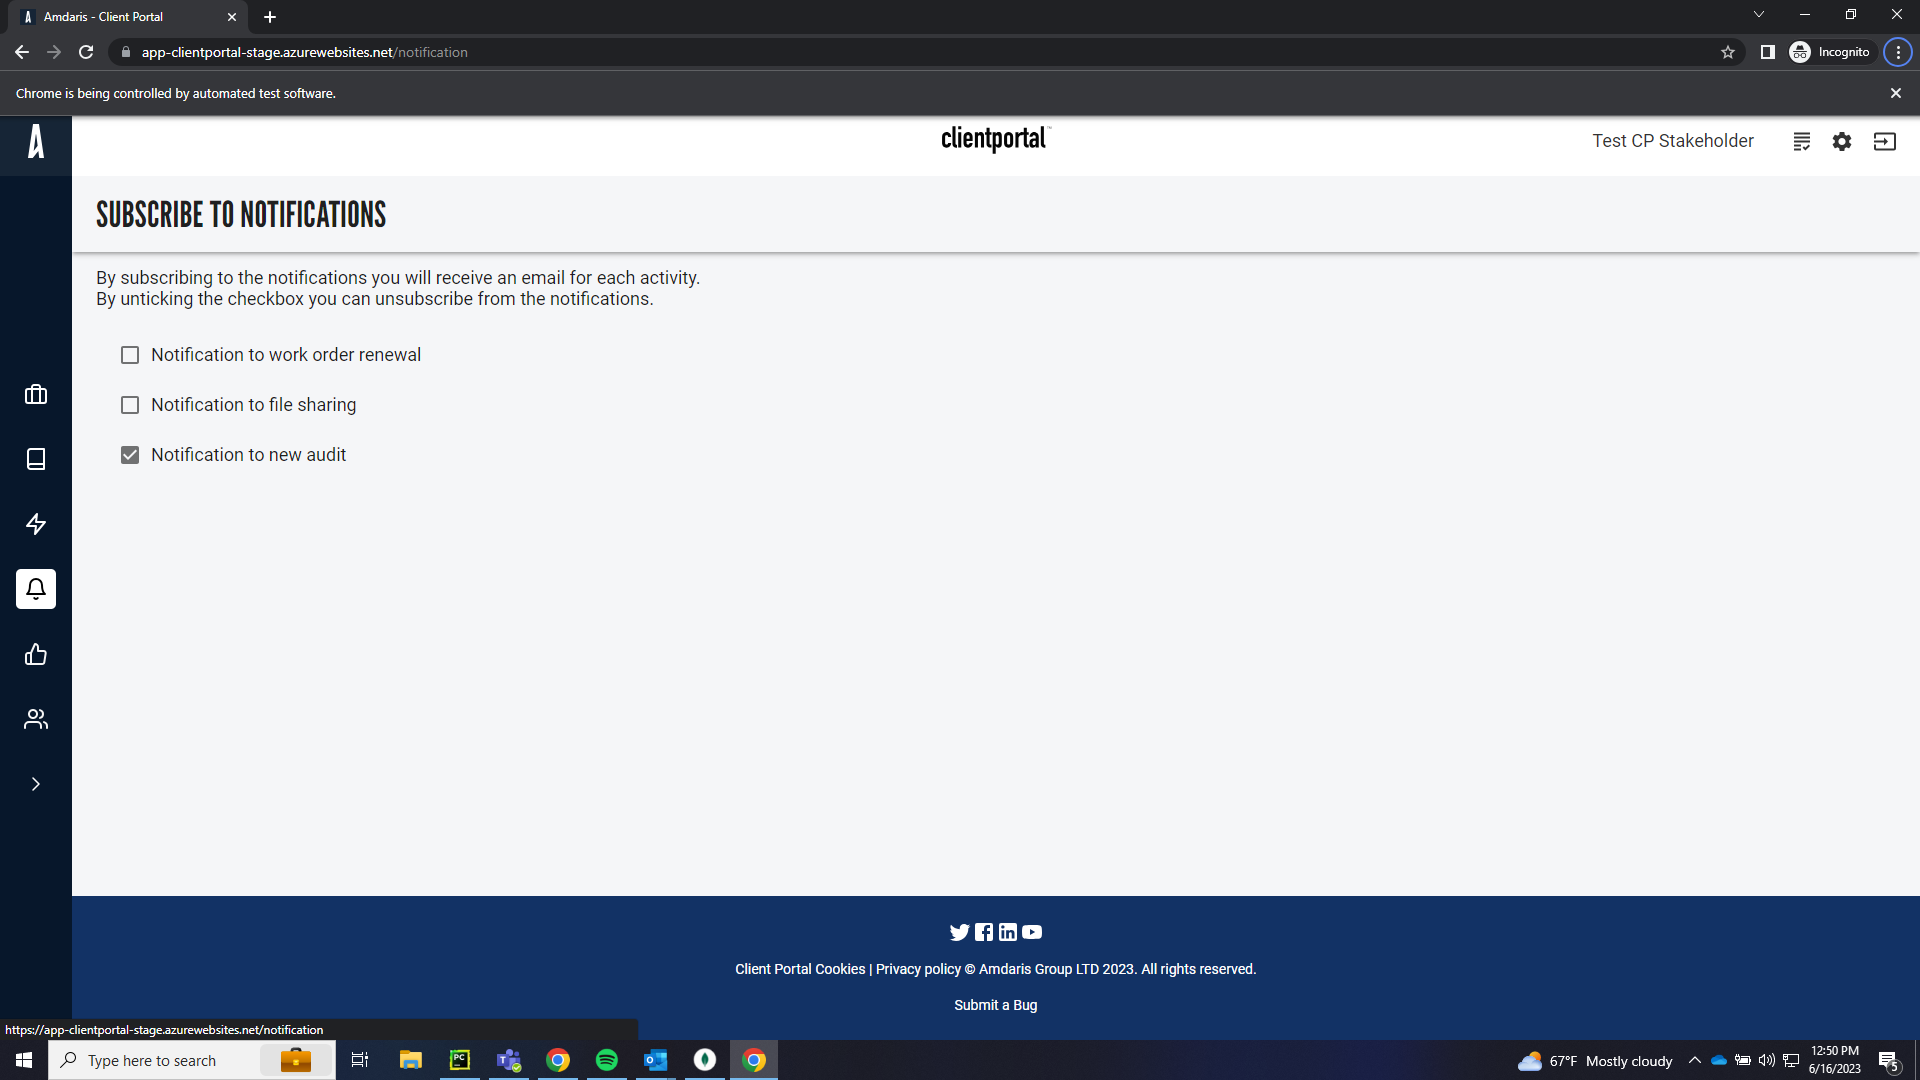 Amdaris - Client Portal
app-clientportal-stage.azurewebsites.net/notification
Incognito
Chrome is being controlled by automated test software.
clientportal
Test CP Stakeholder
SUBSCRIBE TO NOTIFICATIONS
By subscribing to the notifications you will receive an email for each activity.
By unticking the checkbox you can unsubscribe from the notifications.
Notification to work order renewal
Notification to file sharing
Notification to new audit
Client Portal Cookies | Privacy policy © Amdaris Group LTD 2023. All rights reserved.
Submit a Bug
https://app-clientportal-stage.azurewebsites.net/notification
Type here to search
67°F Mostly cloudy
12:50 PM
6/16/2023
5